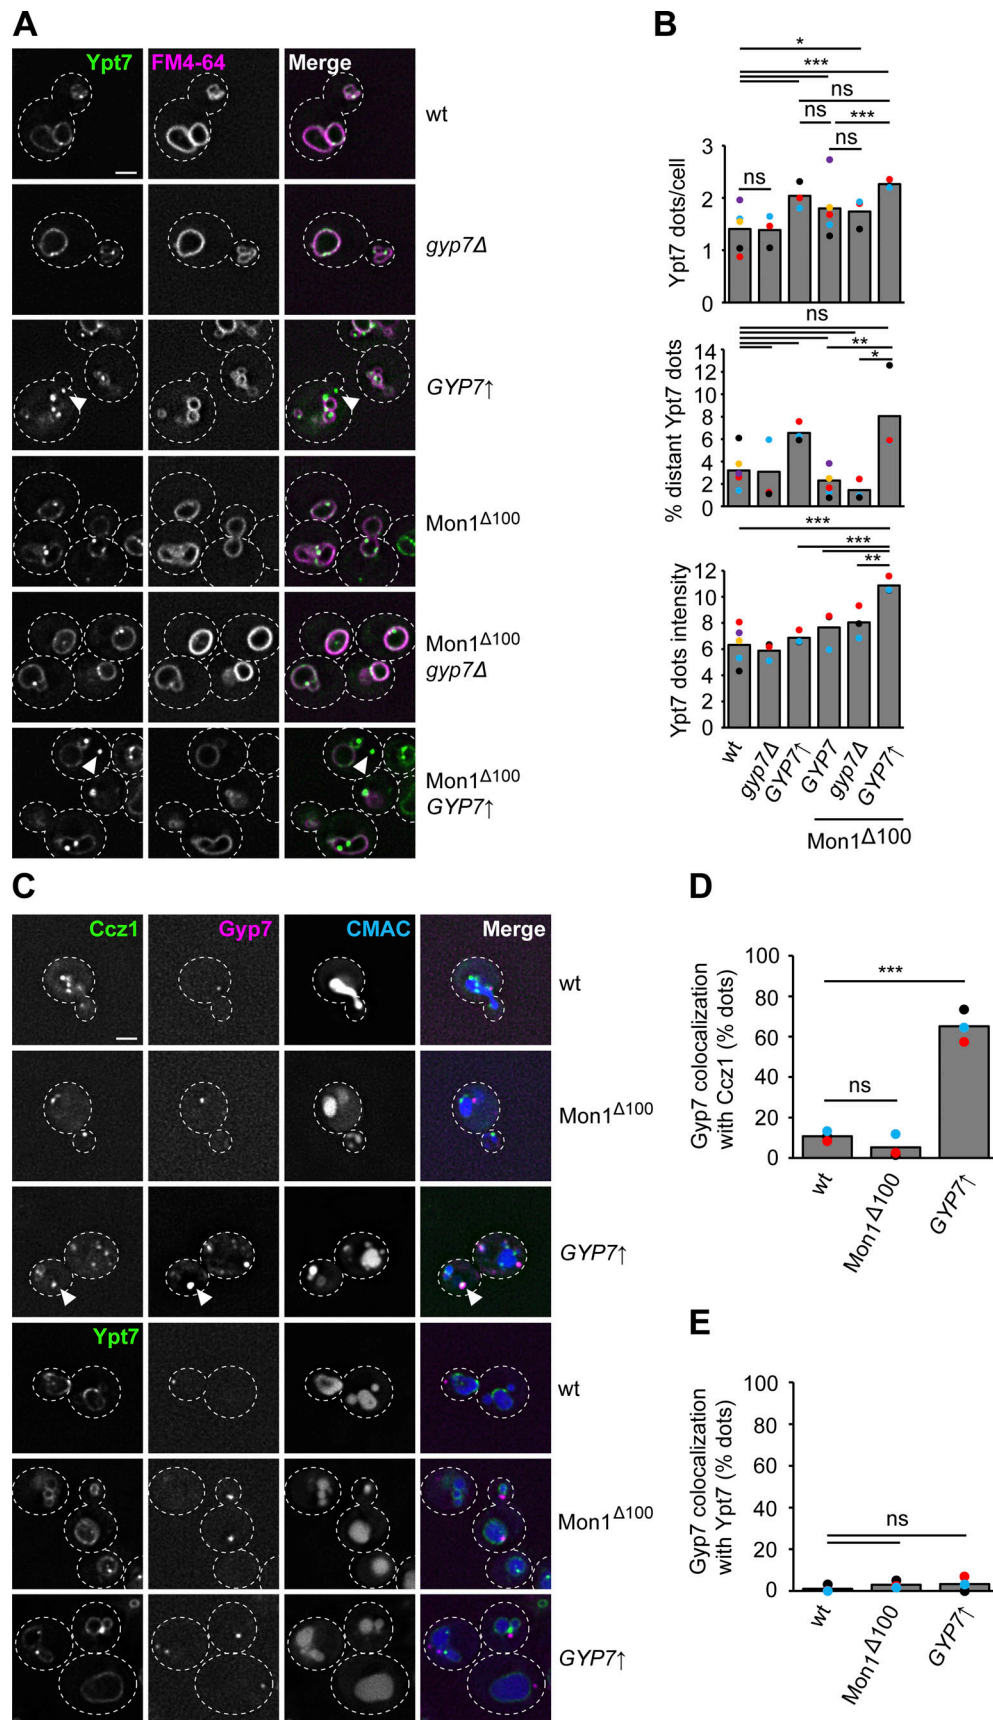 A
Ypt7 FM4-64 Merge
wt
gyp7Δ
GYP7↑
Mon1Δ100
Mon1Δ100
gyp7Δ
Mon1Δ100
GYP7↑
B
*
***
ns
ns ***
ns
ns
Ypt7 dots/cell
3
2
1
0
ns
**
*
% distant Ypt7 dots
14
12
10
8
6
4
2
0
***
***
**
Ypt7 dots intensity
12
10
8
6
4
2
0
wt gyp7Δ GYP7↑ GYP7 gyp7Δ GYP7↑
Mon1Δ100
C
Ccz1 Gyp7 CMAC Merge
wt
Mon1Δ100
GYP7↑
Ypt7
wt
Mon1Δ100
GYP7↑
D
Gyp7 colocalization
with Ccz1 (% dots)
100
80
60
40
20
0
***
ns
wt Mon1Δ100 GYP7↑
E
Gyp7 colocalization
with Ypt7 (% dots)
100
80
60
40
20
0
ns
wt Mon1Δ100 GYP7↑